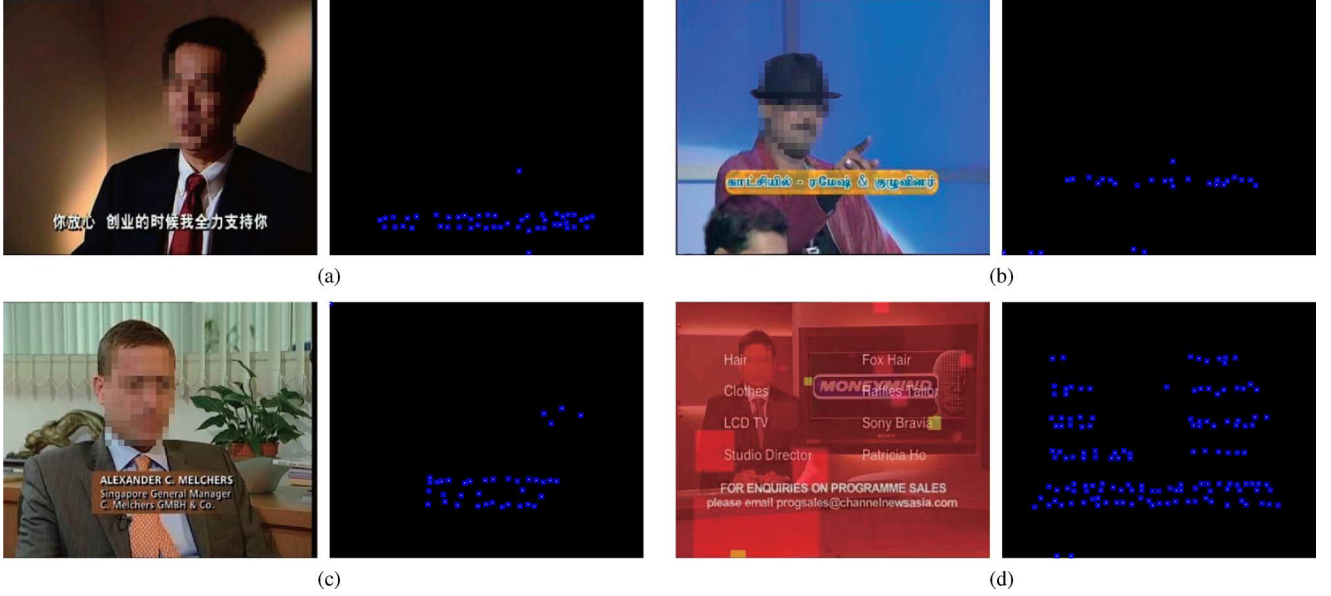 你放心 创业的时候我全力支持你
(a)
காட்சியில் - ரமேஷ் & குழுவினர்
(b)
ALEXANDER C. MELCHERS
Singapore General Manager
C. Melchers GMBH & Co.
(c)
Hair Fox Hair
MONEYMIND
Clothes Raffles Tailor
LCD TV Sony Bravia
SONY
Studio Director Patricia Ho
FOR ENQUIRIES ON PROGRAMME SALES
please email progsales@channelnewsasia.com
(d)